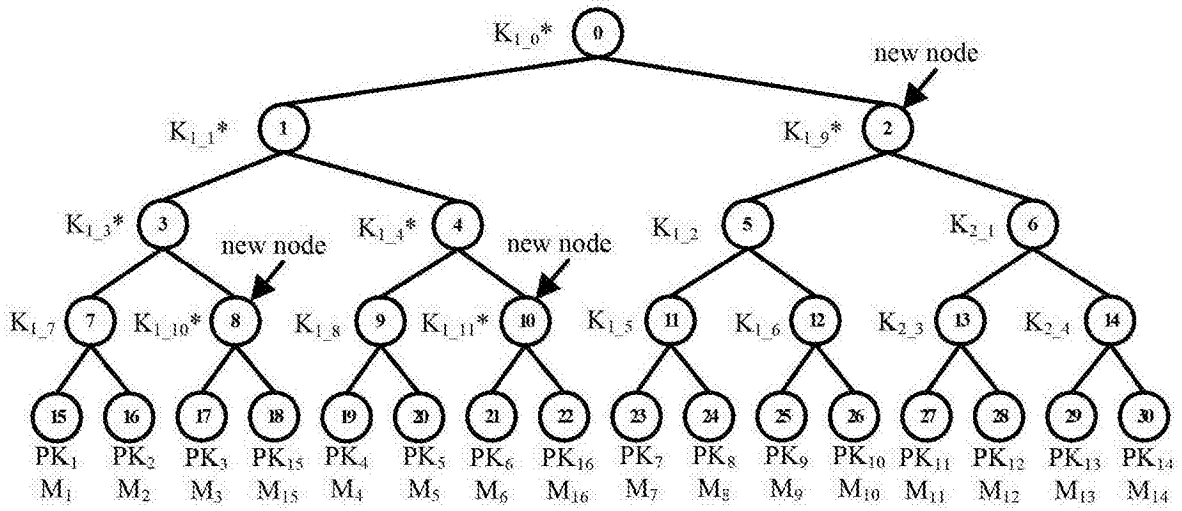 K1_0* 0
new node
K1_1* 1 K1_9* 2
K1_3* 3 K1_4* 4 K1_2 5 K2_1 6
new node new node
K1_7 7 K1_10* 8 K1_8 9 K1_11* 10 K1_5 11 K1_6 12 K2_3 13 K2_4 14
15 16 17 18 19 20 21 22 23 24 25 26 27 28 29 30
PK1 PK2 PK3 PK15 PK4 PK5 PK6 PK16 PK7 PK8 PK9 PK10 PK11 PK12 PK13 PK14
M1 M2 M3 M15 M4 M5 M6 M16 M7 M8 M9 M10 M11 M12 M13 M14